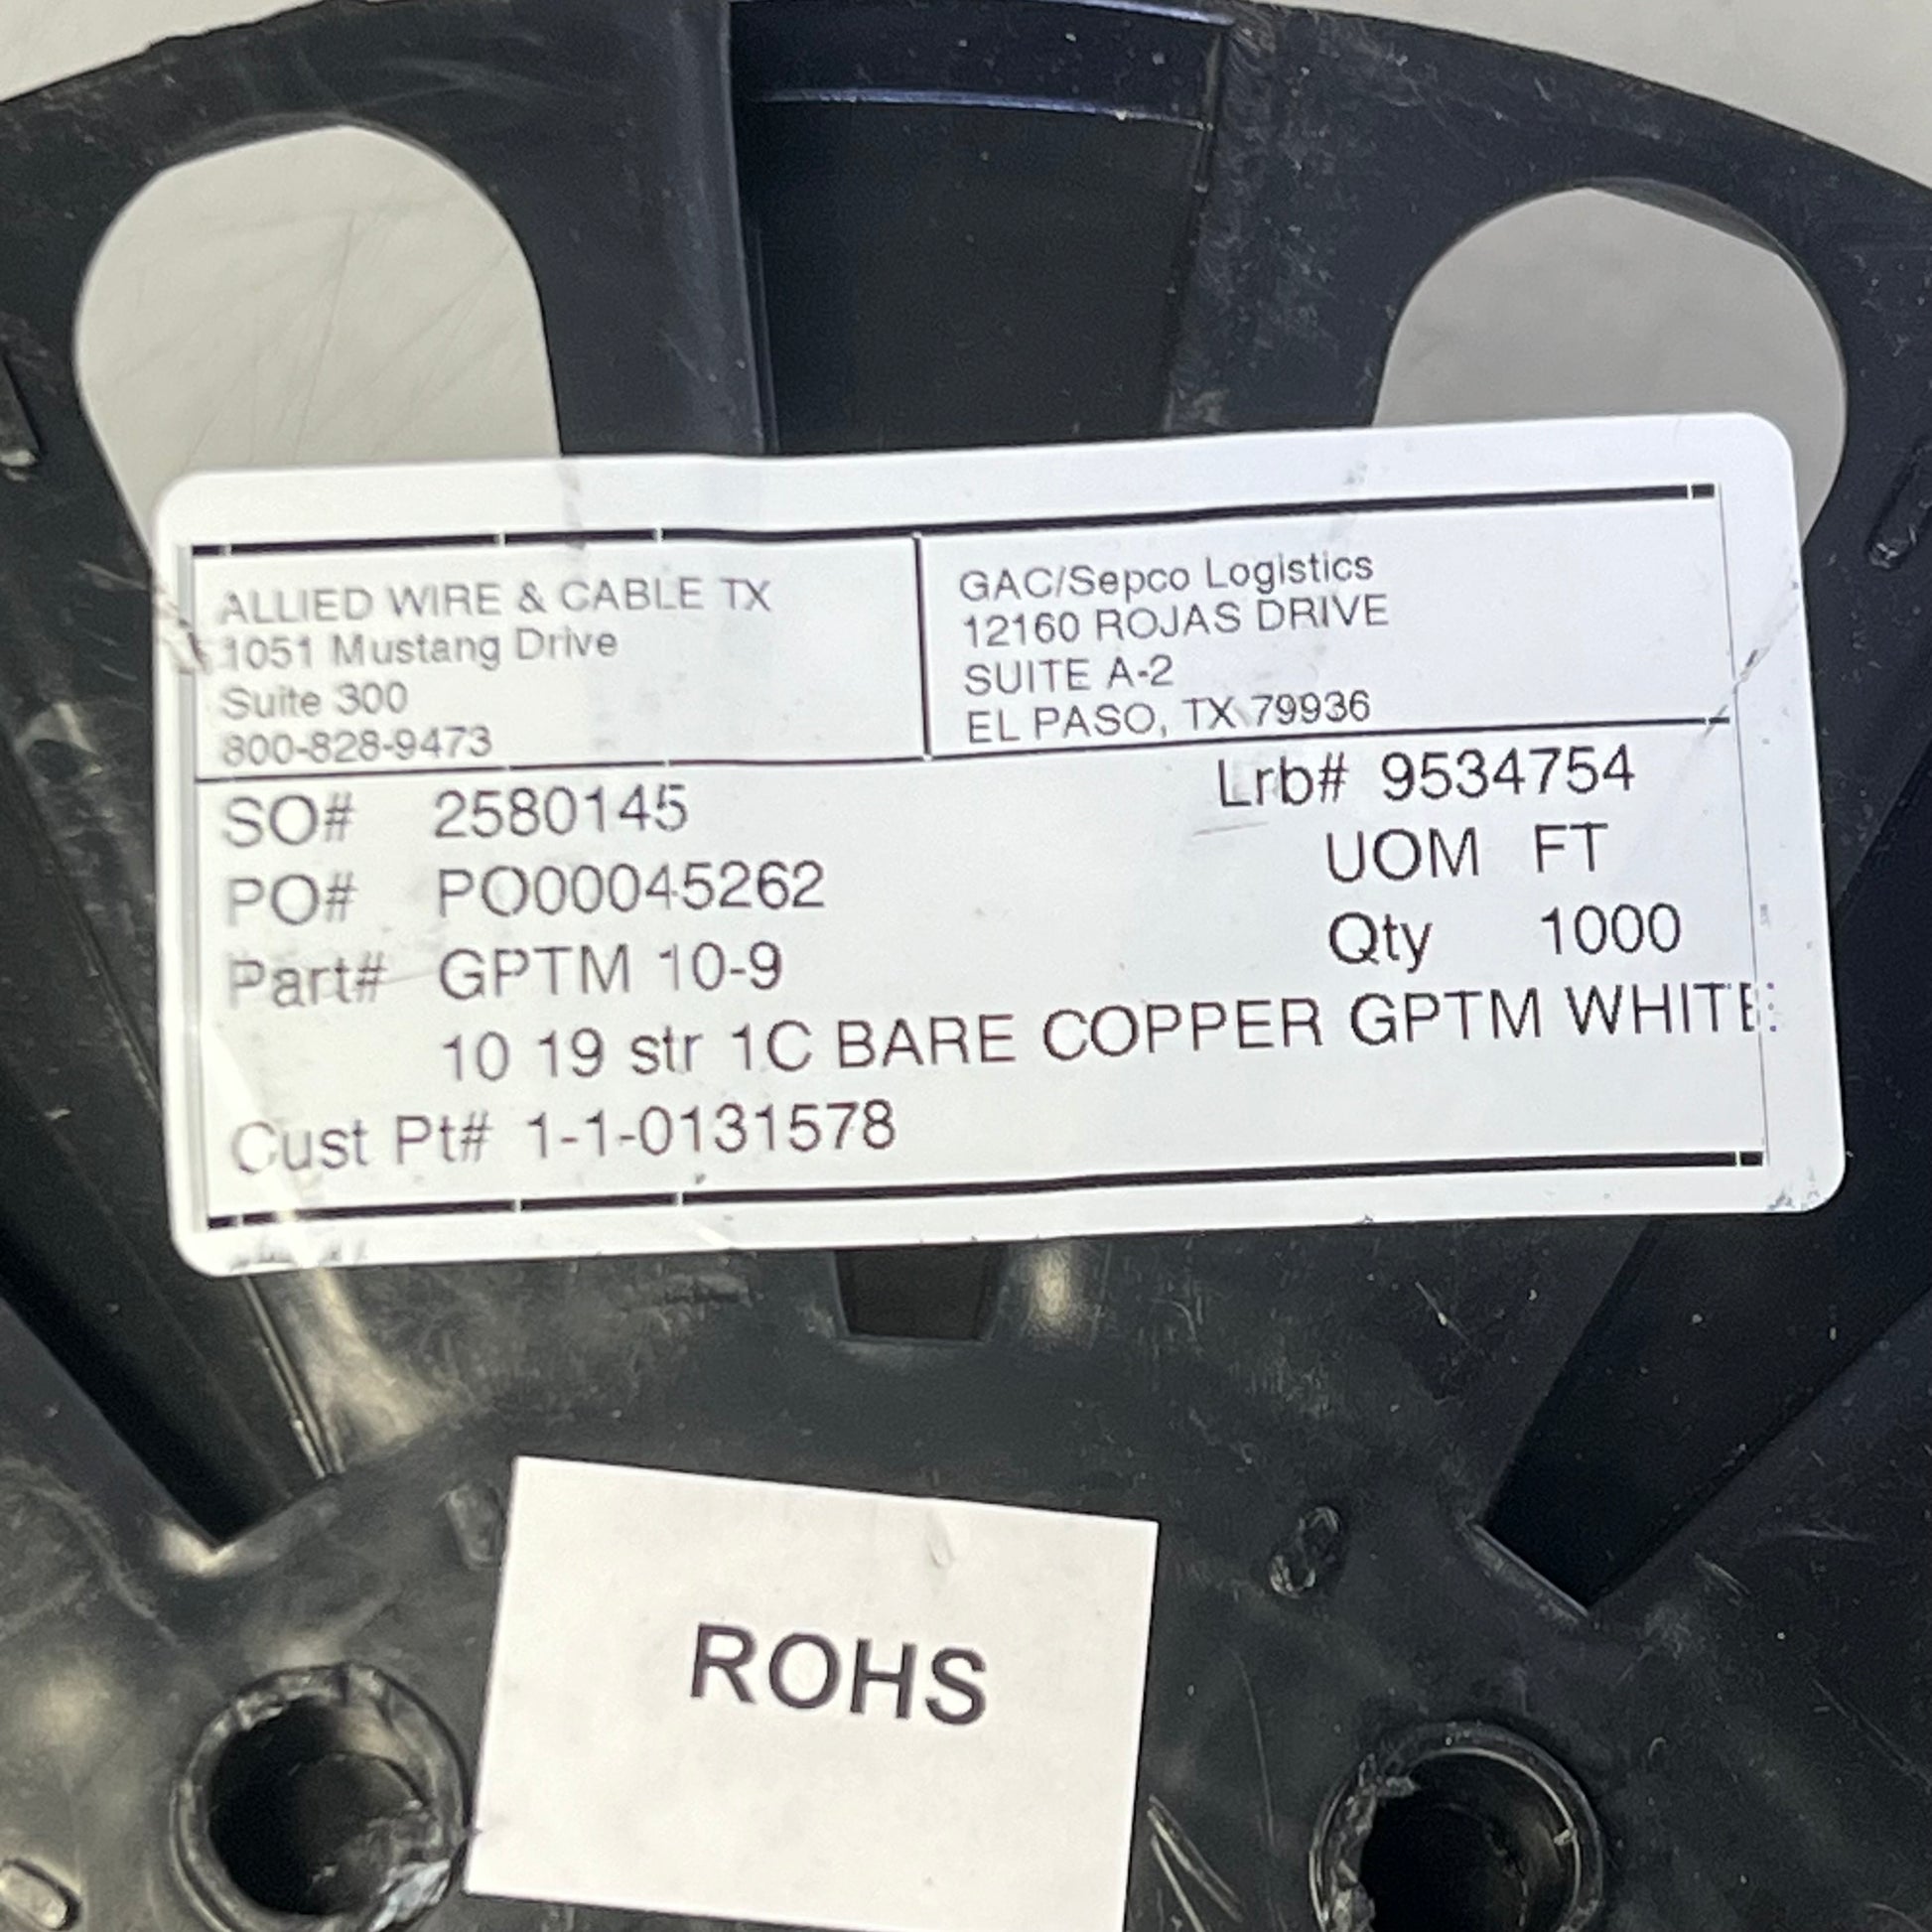 ALLIED WIRE & CABLE TX
1051 Mustang Drive
Suite 300
800-828-9473
GAC/Sepco Logistics
12160 ROJAS DRIVE
SUITE A-2
EL PASO, TX 79936
SO# 2580145
Lrb# 9534754
UOM FT
PO# PO00045262
Qty 1000
Part# GPTM 10-9
10 19 str 1C BARE COPPER GPTM WHITE
Cust Pt# 1-1-0131578
ROHS